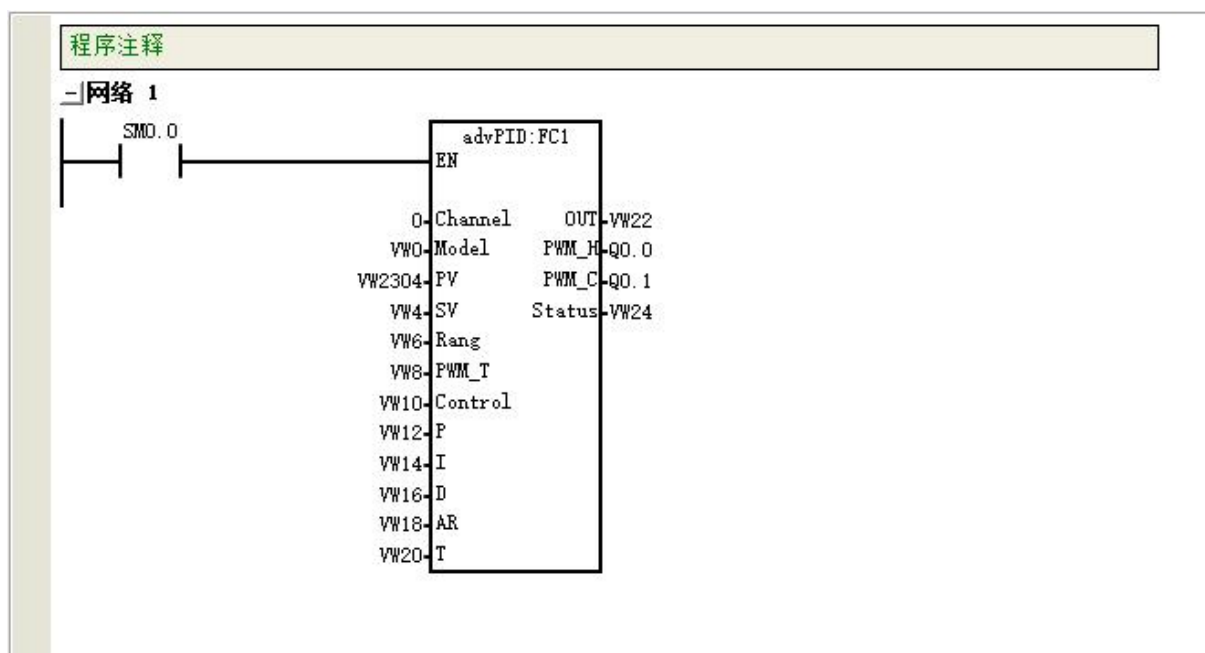 程序注释
网络 1
SM0.0
advPID:FC1
EN
0 Channel OUT VW22
VW0 Model PWM_H Q0.0
VW2304 PV PWM_C Q0.1
VW4 SV Status VW24
VW6 Rang
VW8 PWM_T
VW10 Control
VW12 P
VW14 I
VW16 D
VW18 AR
VW20 T